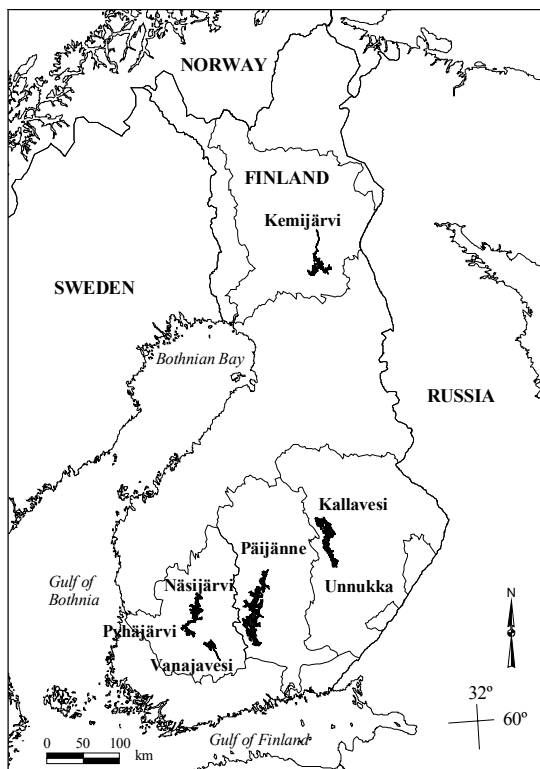 NORWAY
FINLAND
Kemijärvi
SWEDEN
Bothnian Bay
RUSSIA
Kallavesi
Päijänne
Gulf of
Bothnia
Näsijärvi
Unnukka
Pyhäjärvi
Vanajavesi
N
32º
60º
0 50 100
km
Gulf of Finland